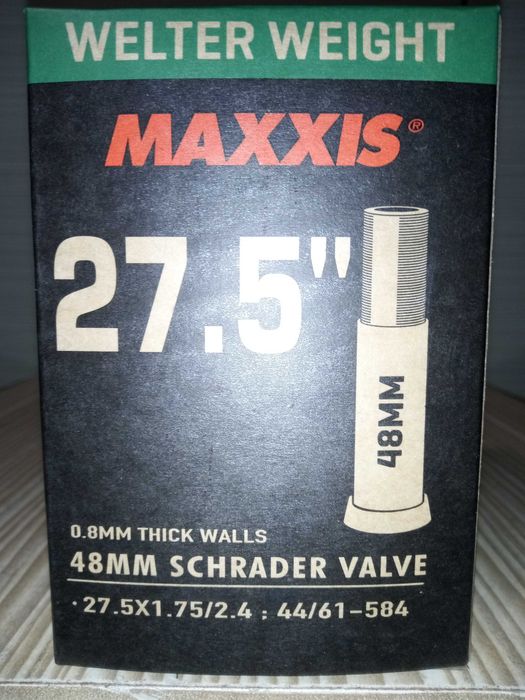 WELTER WEIGHT
MAXXIS®
27.5"
48MM
0.8MM THICK WALLS
48MM SCHRADER VALVE
· 27.5X1.75/2.4 ; 44/61-584